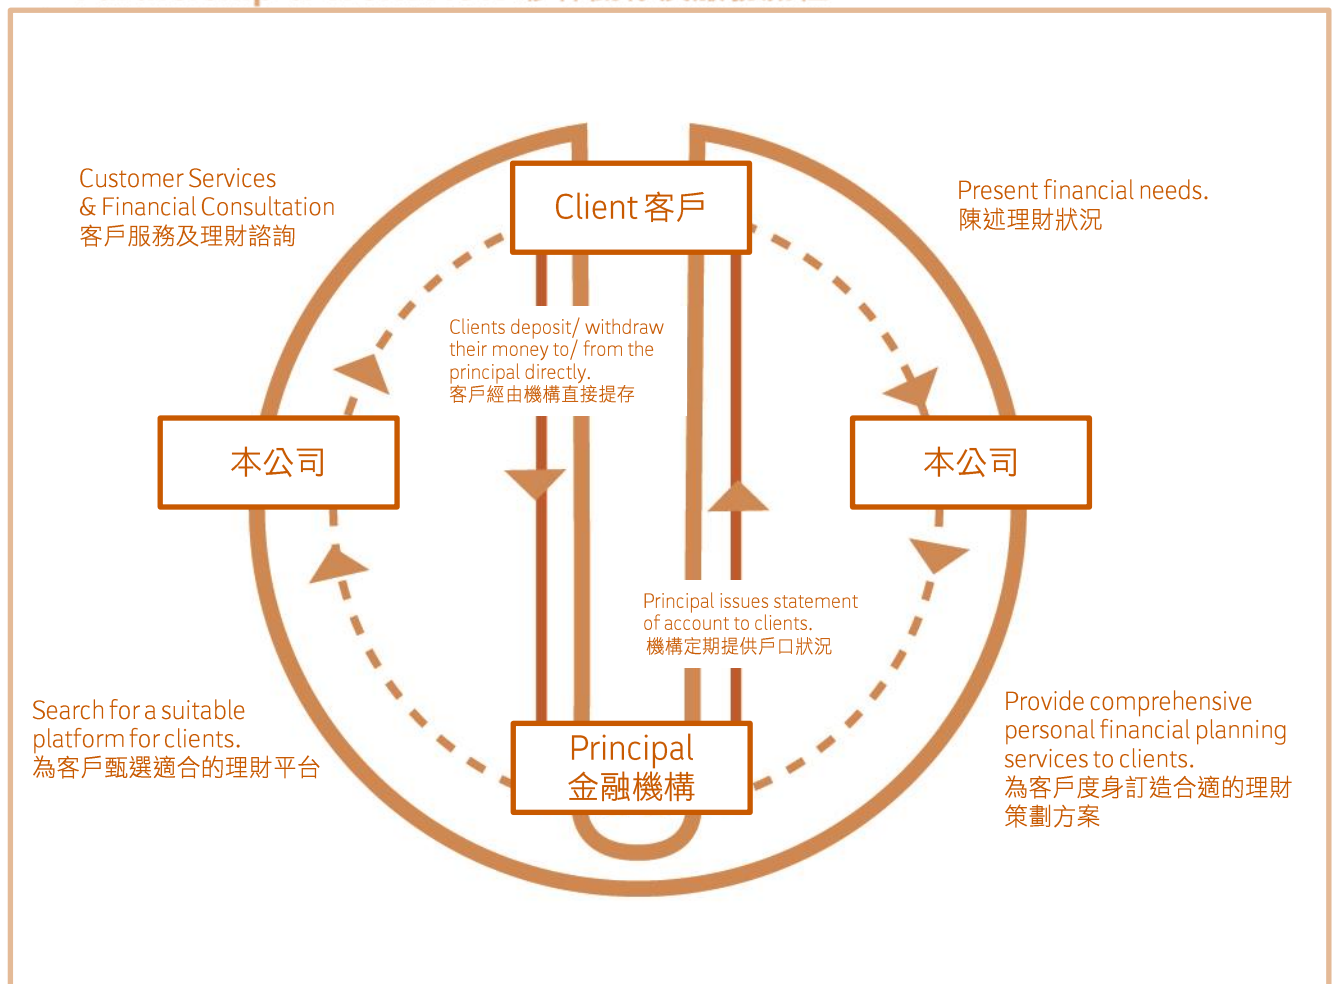 Customer Services
& Financial Consultation
客戶服務及理財諮詢
Client 客戶
Present financial needs.
陳述理財狀況
Clients deposit/ withdraw
their money to/ from the
principal directly.
客戶經由機構直接提存
本公司
本公司
Principal issues statement
of account to clients.
機構定期提供戶口狀況
Search for a suitable
platform for clients.
為客戶甄選適合的理財平台
Principal
金融機構
Provide comprehensive
personal financial planning
services to clients.
為客戶度身訂造合適的理財
策劃方案